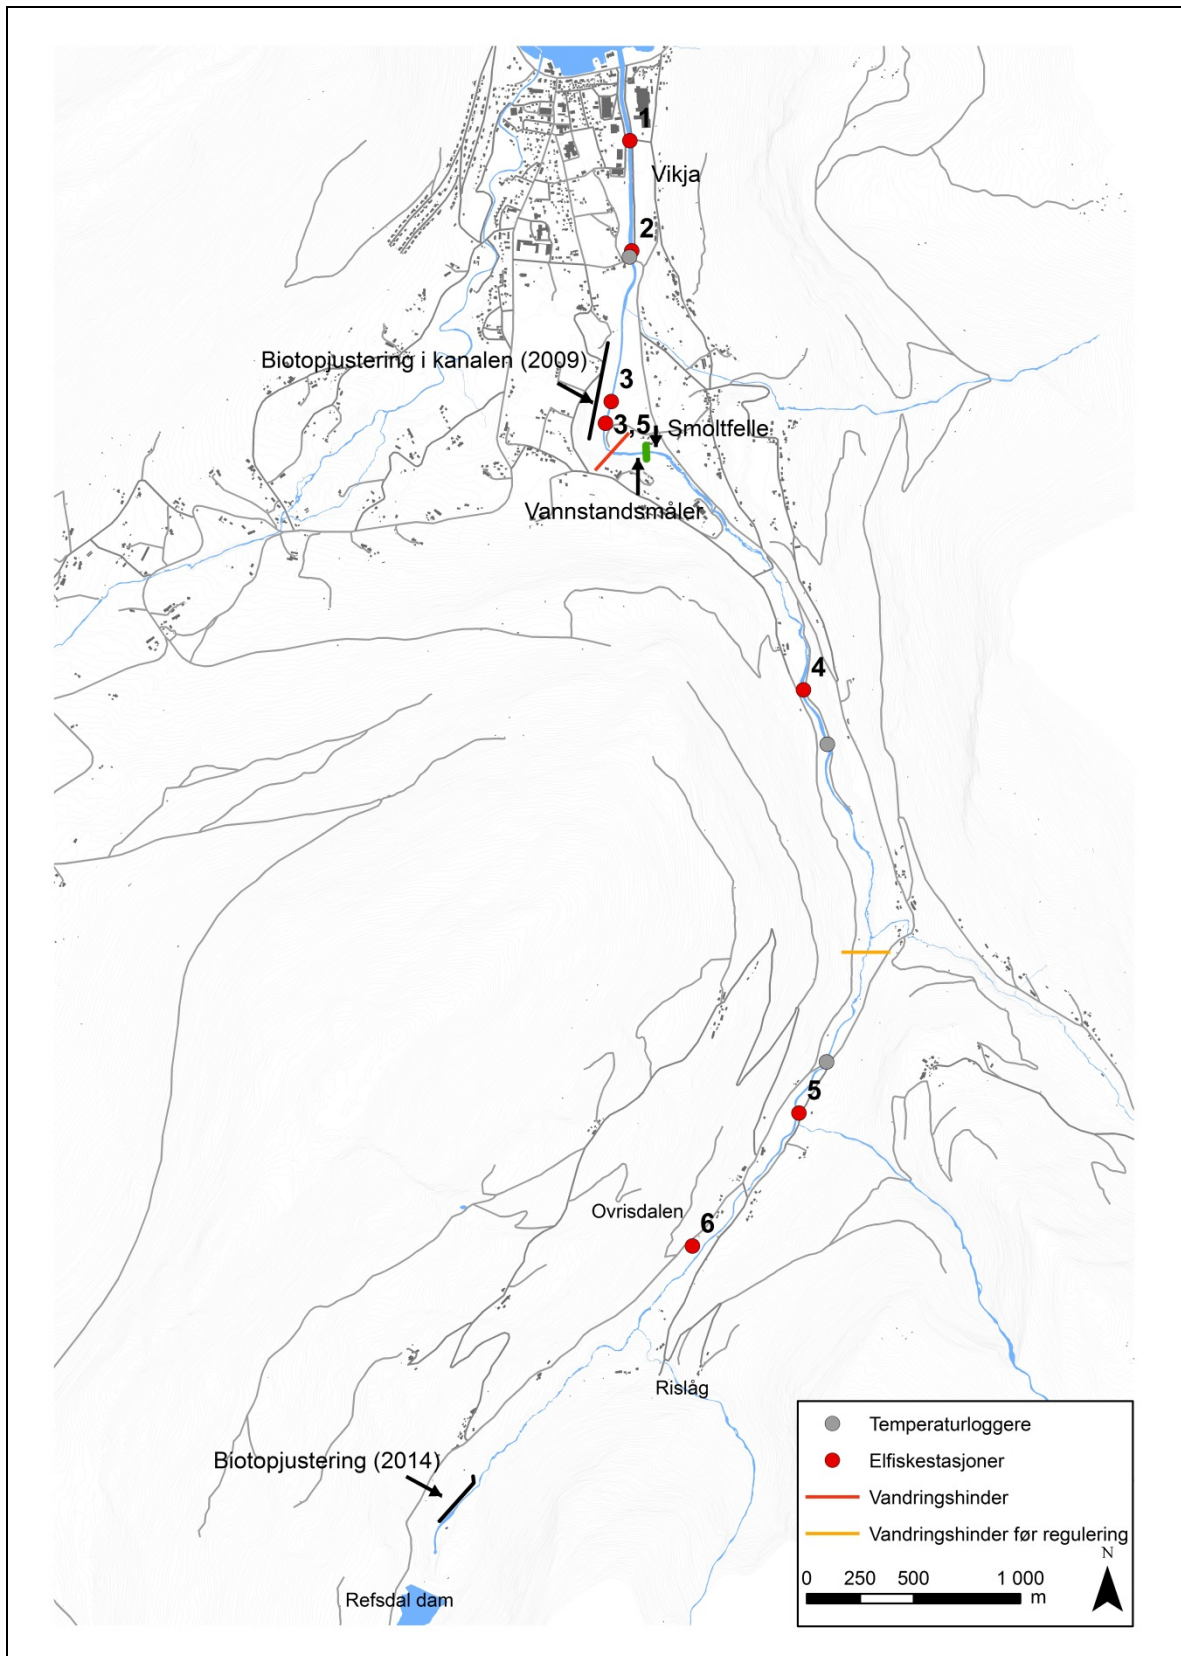 1
Vikja
2
Biotopjustering i kanalen (2009)
3
3,5
Smoltfelle
Vannstandsmåler
4
5
Ovrisdalen
6
Rislåg
Biotopjustering (2014)
Refsdal dam
Temperaturloggere
Elfiskestasjoner
Vandringshinder
Vandringshinder før regulering
N
0 250 500 1 000
m